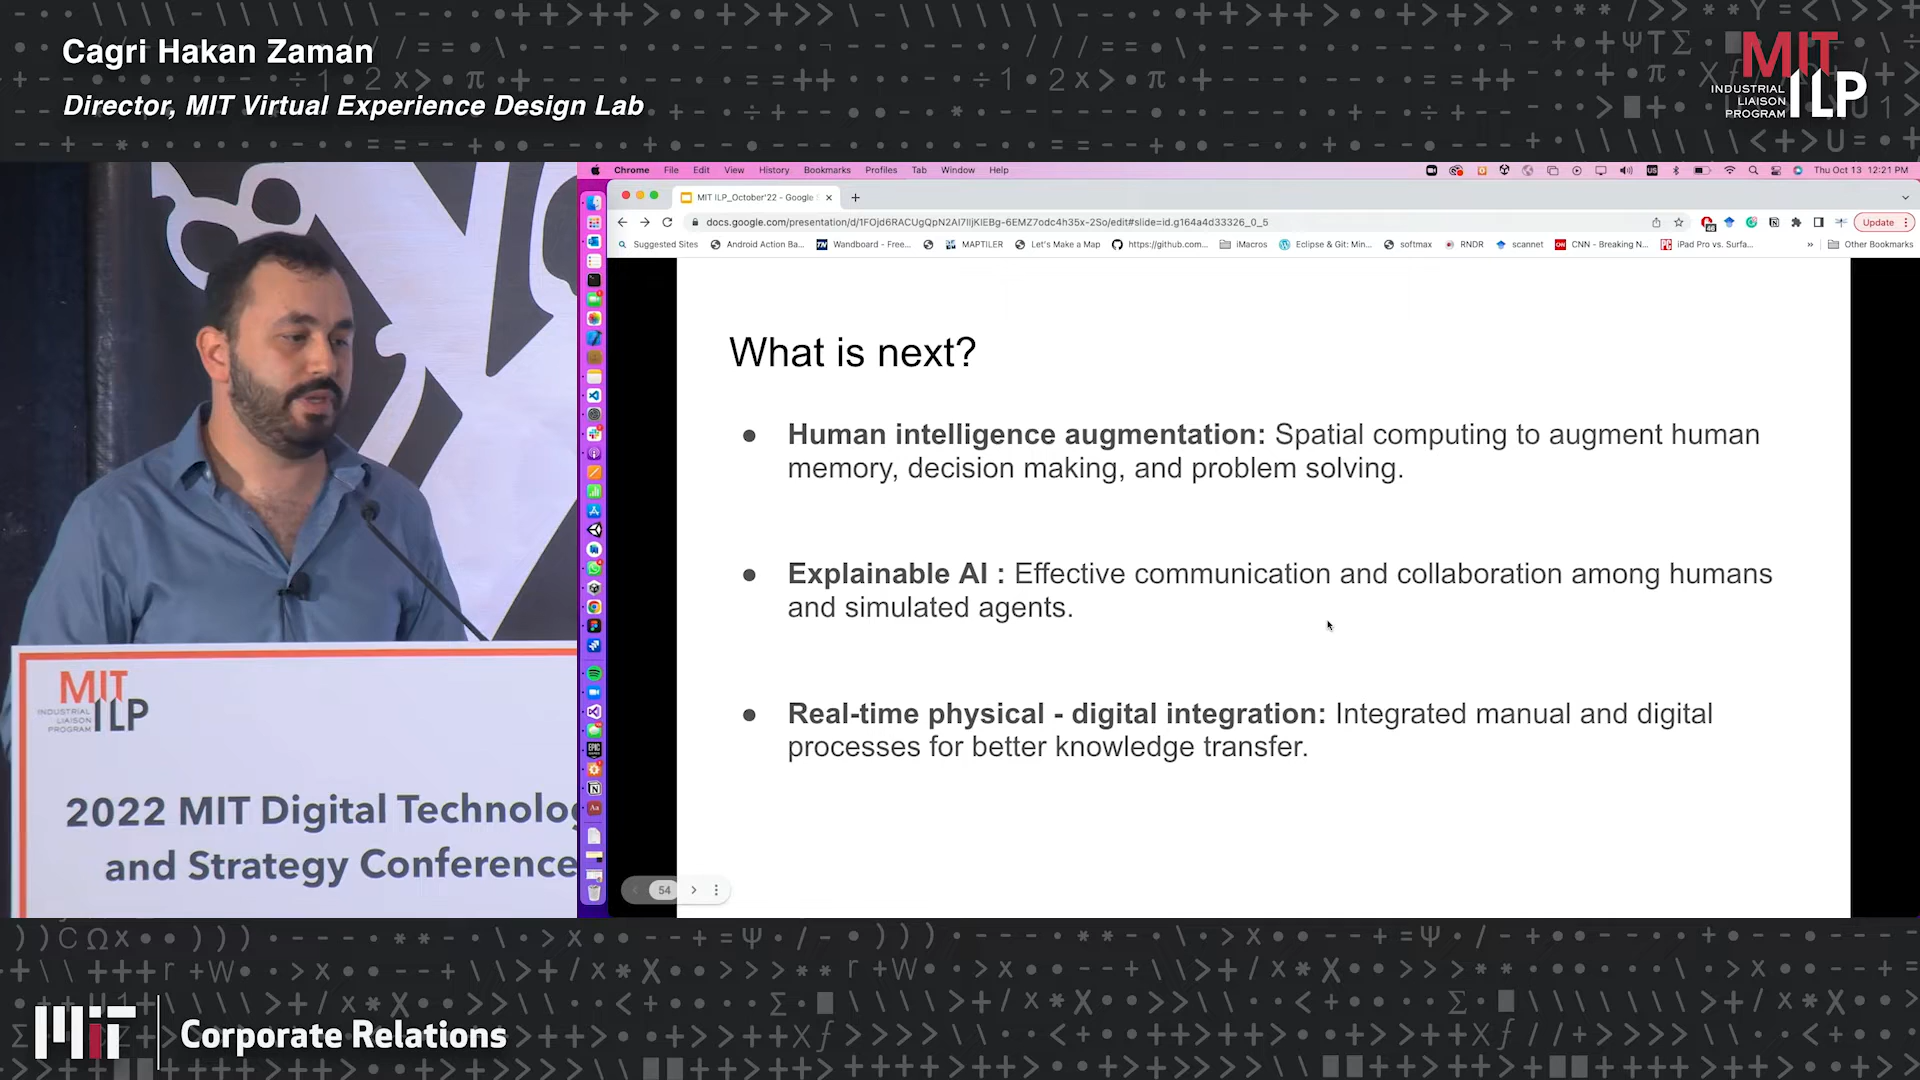 Cagri Hakan Zaman
Director, MIT Virtual Experience Design Lab
MIT
ILP
INDUSTRIAL
LIAISON
PROGRAM
Chrome File Edit View History Bookmarks Profiles Tab Window Help
Thu Oct 13 12:21 PM
MIT ILP_October'22 - Google
docs.google.com/presentation/d/1FOjd6RACUgQpN2AI7lIjKIEBg-6EMZ7odc4h35x-2So/edit#slide=id.g164a4d33326_0_5
Update
Suggested Sites Android Action Ba... Wandboard - Free... MAPTILER Let's Make a Map https://github.com... iMacros Eclipse & Git: Min... softmax RNDR scannet CNN - Breaking N... iPad Pro vs. Surfa... » Other Bookmarks
What is next?
● Human intelligence augmentation: Spatial computing to augment human
memory, decision making, and problem solving.
● Explainable AI : Effective communication and collaboration among humans
and simulated agents.
● Real-time physical - digital integration: Integrated manual and digital
processes for better knowledge transfer.
54
MIT
ILP
INDUSTRIAL
LIAISON
PROGRAM
2022 MIT Digital Technolog
and Strategy Conference
MIT
Corporate Relations